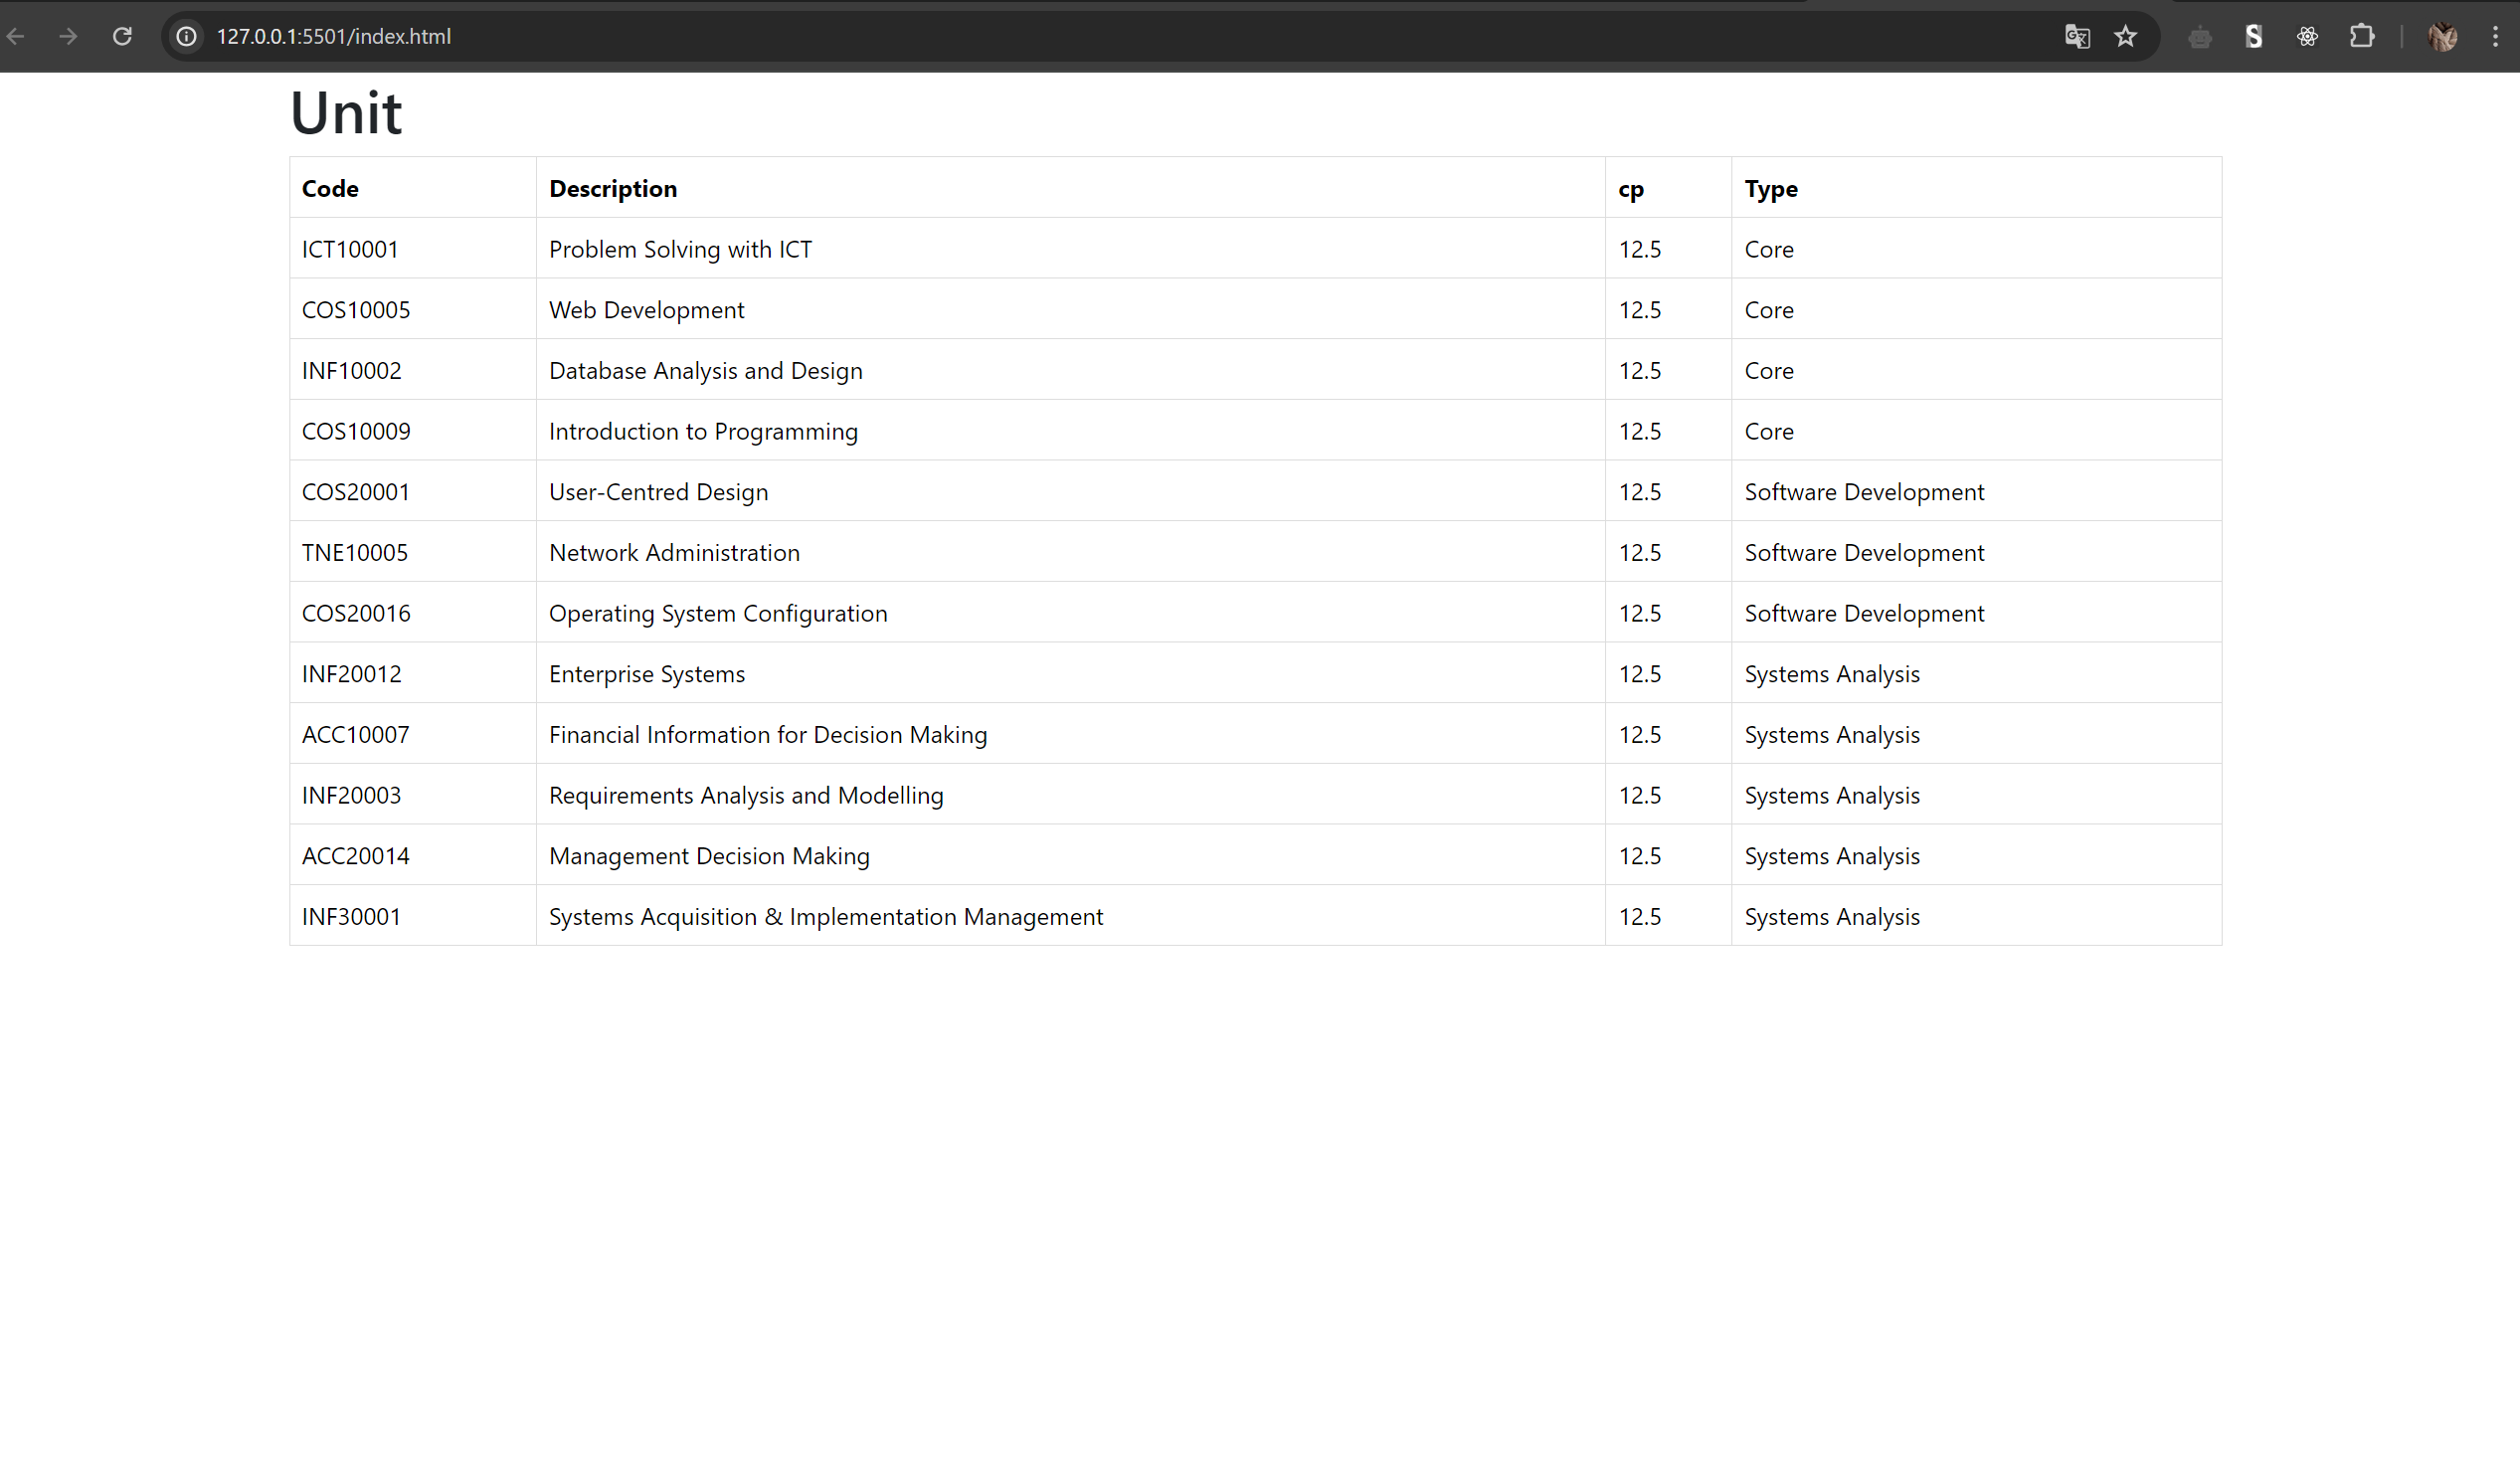 127.0.0.1:5501/index.html
Unit
Code Description cp Type
ICT10001 Problem Solving with ICT 12.5 Core
COS10005 Web Development 12.5 Core
INF10002 Database Analysis and Design 12.5 Core
COS10009 Introduction to Programming 12.5 Core
COS20001 User-Centred Design 12.5 Software Development
TNE10005 Network Administration 12.5 Software Development
COS20016 Operating System Configuration 12.5 Software Development
INF20012 Enterprise Systems 12.5 Systems Analysis
ACC10007 Financial Information for Decision Making 12.5 Systems Analysis
INF20003 Requirements Analysis and Modelling 12.5 Systems Analysis
ACC20014 Management Decision Making 12.5 Systems Analysis
INF30001 Systems Acquisition & Implementation Management 12.5 Systems Analysis